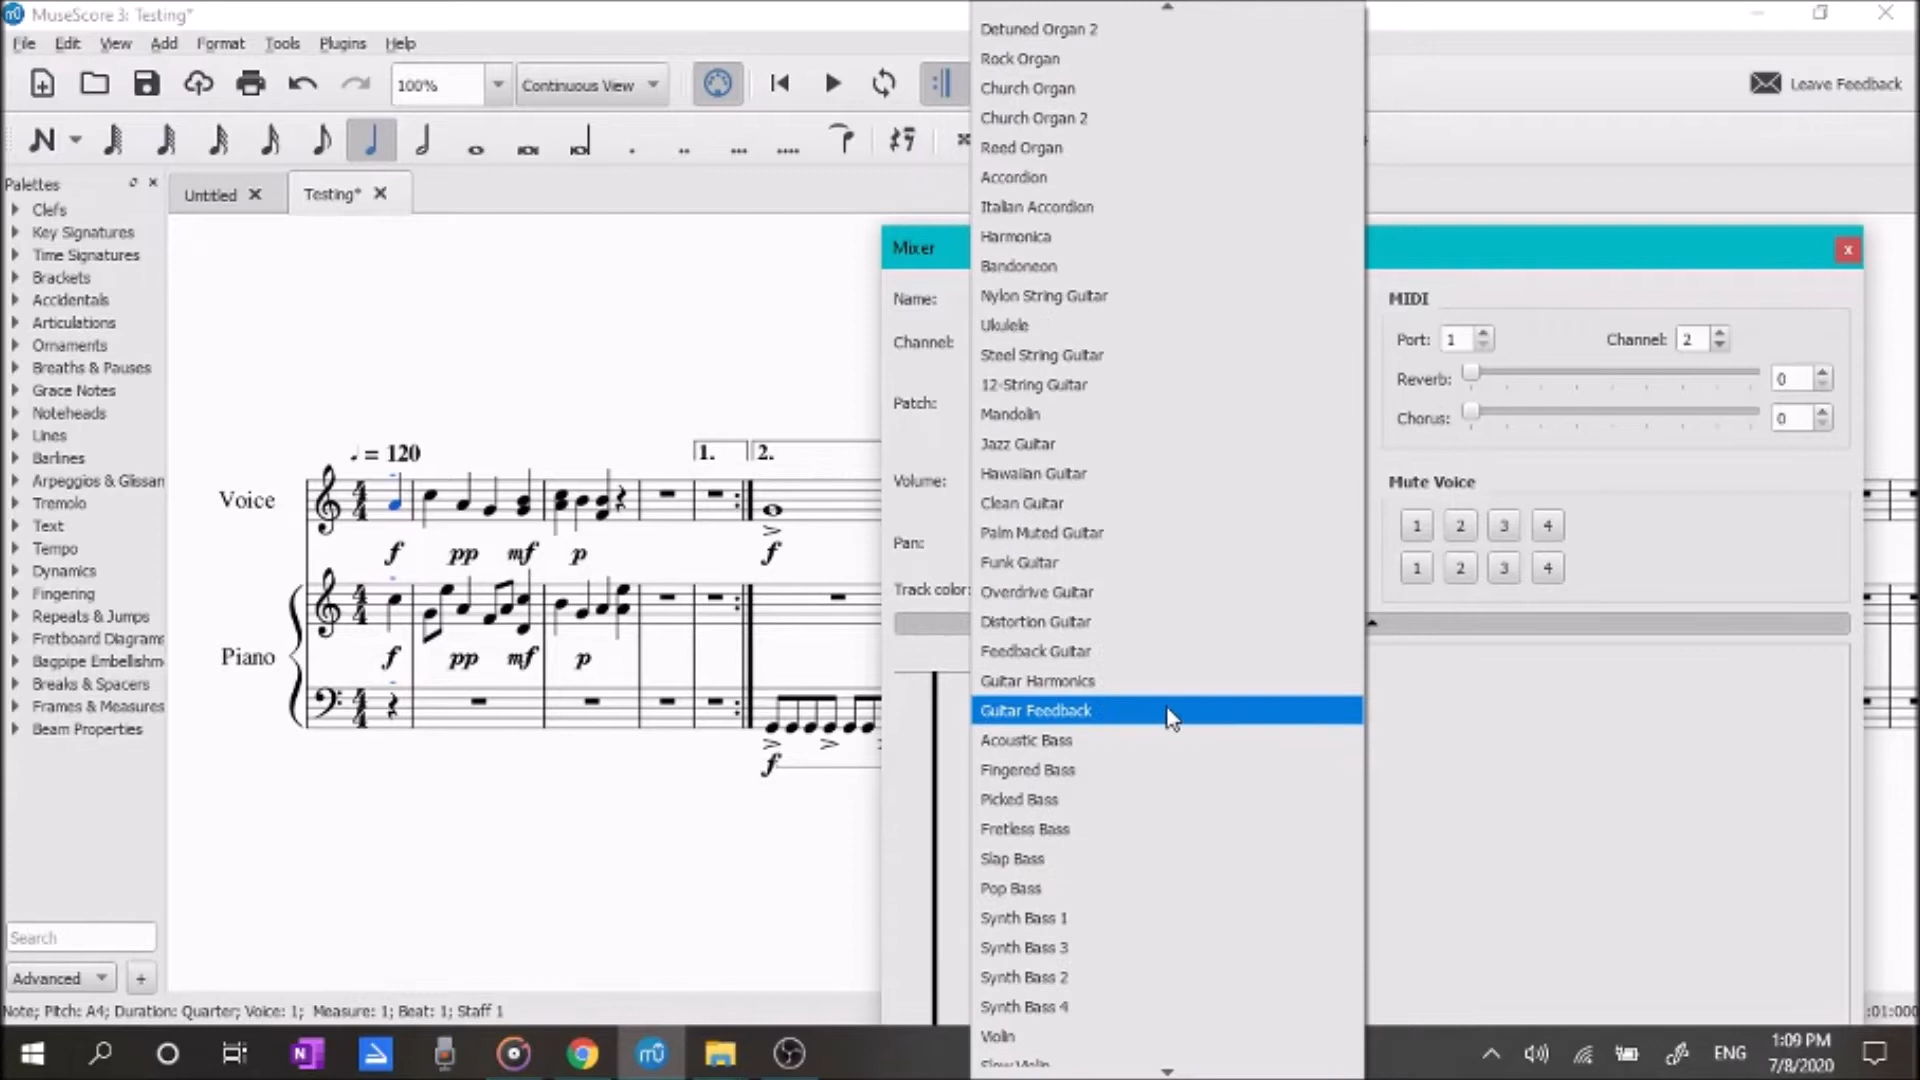 MuseScore 3: Testing*
File Edit View Add Format Tools Plugins Help
100% Continuous View Leave Feedback
Palettes
Untitled
Testing*
Clefs
Key Signatures
Time Signatures
Brackets
Accidentals
Articulations
Ornaments
Breaths & Pauses
Grace Notes
Noteheads
Lines
Barlines
Arpeggios & Glissan
Tremolo
Text
Tempo
Dynamics
Fingering
Repeats & Jumps
Fretboard Diagrams
Bagpipe Embellishm
Breaks & Spacers
Frames & Measures
Beam Properties
Search
Advanced +
= 120
1. 2.
Voice
f pp mf p f
Piano
f pp mf p
f
Mixer
Name:
Channel:
Patch:
Volume:
Pan:
Track color:
Detuned Organ 2
Rock Organ
Church Organ
Church Organ 2
Reed Organ
Accordion
Italian Accordion
Harmonica
Bandoneon
Nylon String Guitar
Ukulele
Steel String Guitar
12-String Guitar
Mandolin
Jazz Guitar
Hawaiian Guitar
Clean Guitar
Palm Muted Guitar
Funk Guitar
Overdrive Guitar
Distortion Guitar
Feedback Guitar
Guitar Harmonics
Guitar Feedback
Acoustic Bass
Fingered Bass
Picked Bass
Fretless Bass
Slap Bass
Pop Bass
Synth Bass 1
Synth Bass 3
Synth Bass 2
Synth Bass 4
Violin
Slow Violin
MIDI
Port: 1 Channel: 2
Reverb: 0
Chorus: 0
Mute Voice
1 2 3 4
1 2 3 4
Note; Pitch: A4; Duration: Quarter; Voice: 1; Measure: 1; Beat: 1; Staff 1
:01:000
ENG
1:09 PM
7/8/2020